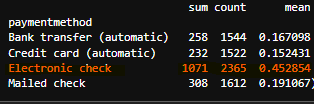 sum count mean
paymentmethod
Bank transfer (automatic) 258 1544 0.167098
Credit card (automatic) 232 1522 0.152431
Electronic check 1071 2365 0.452854
Mailed check 308 1612 0.191067)